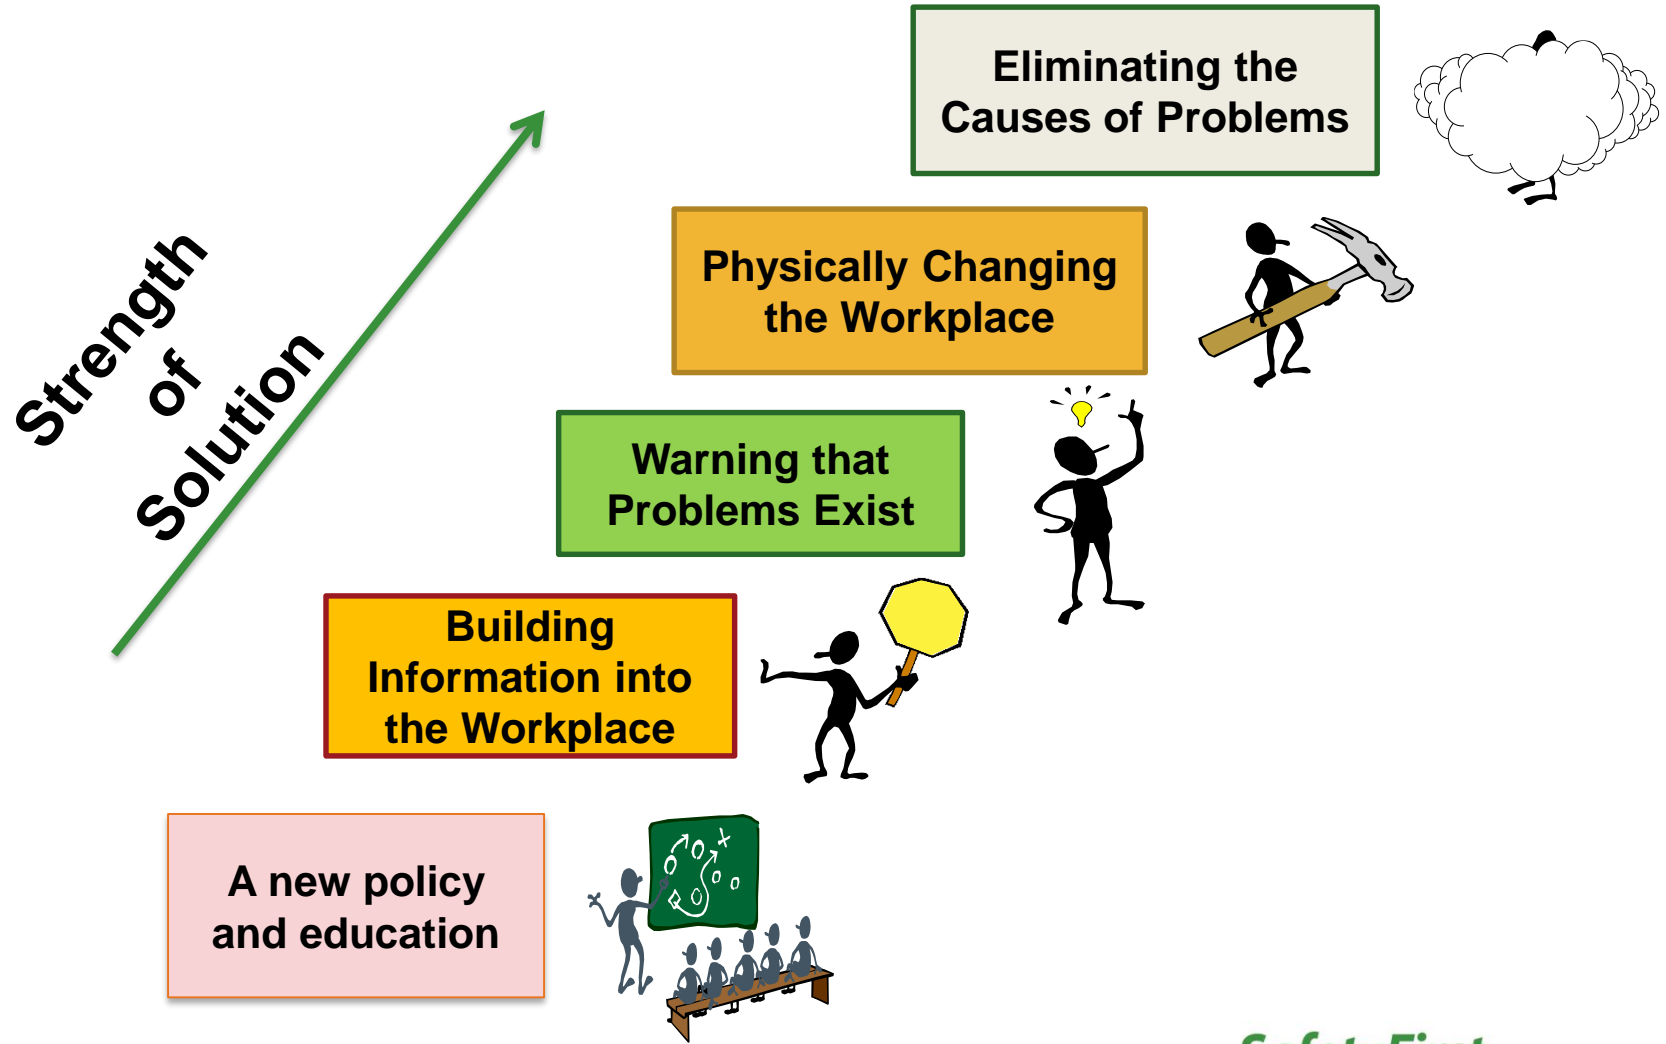 Eliminating the
Causes of Problems
Physically Changing
the Workplace
Strength
of
Solution
Warning that
Problems Exist
Building
Information into
the Workplace
A new policy
and education
SafetyFirst